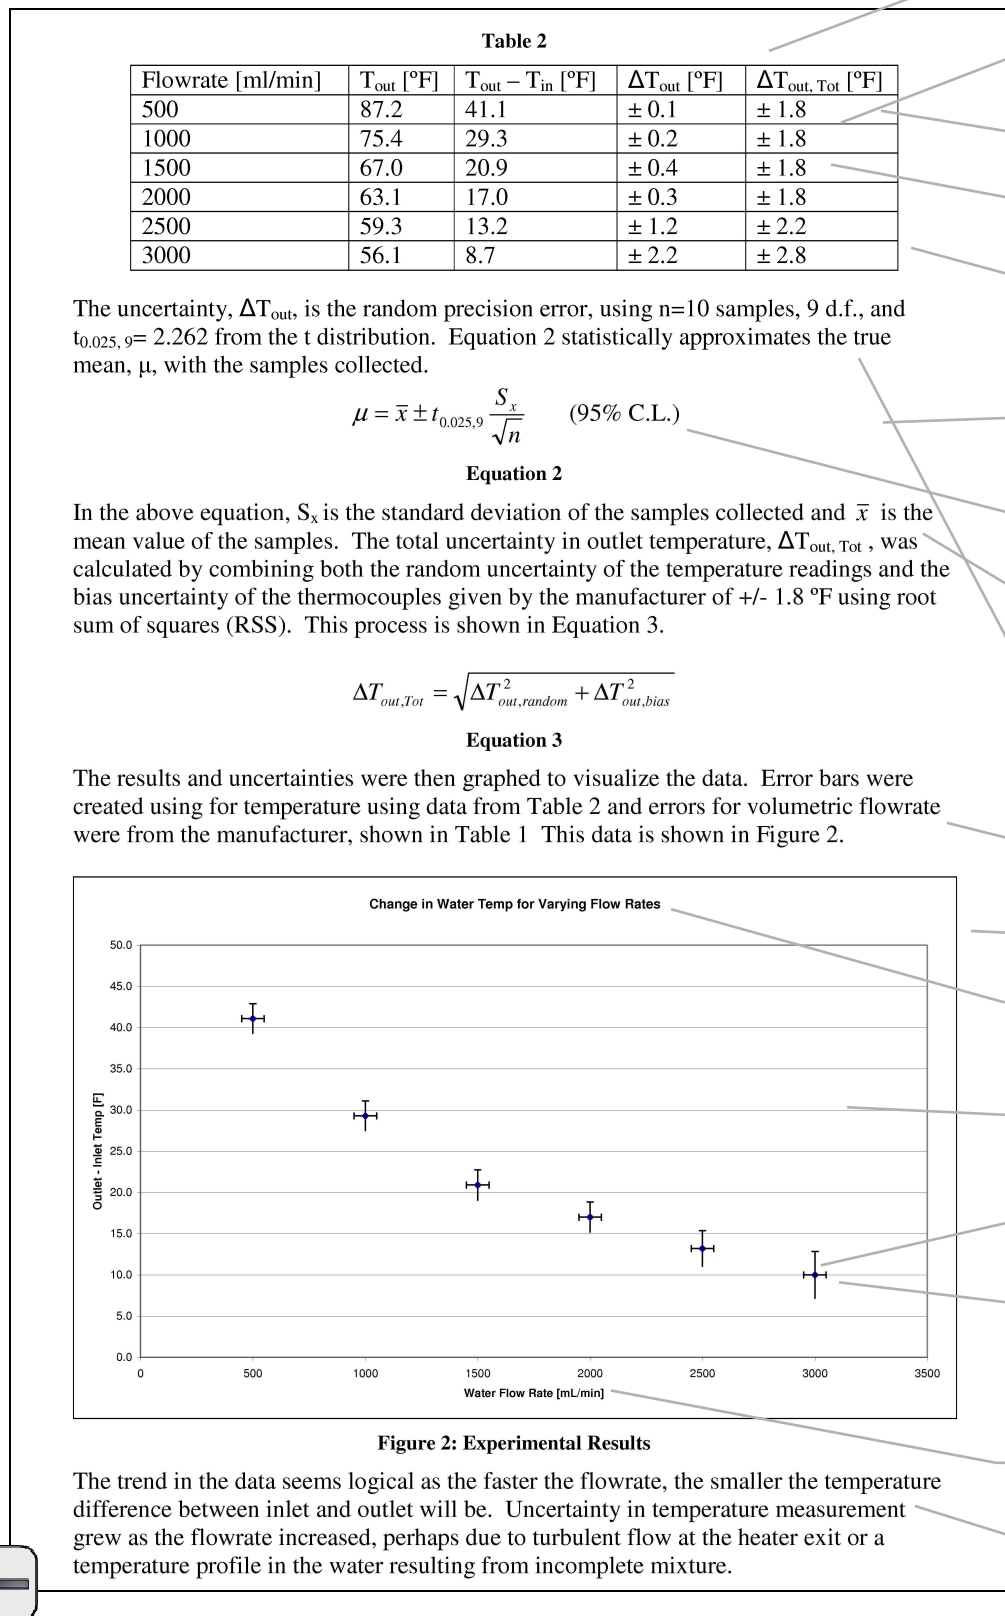 Table 2
Flowrate [ml/min] Tout [ºF] Tout – Tin [ºF] ΔTout [ºF] ΔTout, Tot [ºF]
500 87.2 41.1 ± 0.1 ± 1.8
1000 75.4 29.3 ± 0.2 ± 1.8
1500 67.0 20.9 ± 0.4 ± 1.8
2000 63.1 17.0 ± 0.3 ± 1.8
2500 59.3 13.2 ± 1.2 ± 2.2
3000 56.1 8.7 ± 2.2 ± 2.8
The uncertainty, ΔTout, is the random precision error, using n=10 samples, 9 d.f., and
t0.025, 9= 2.262 from the t distribution. Equation 2 statistically approximates the true
mean, μ, with the samples collected.
μ = x̅ ± t0.025,9 Sx/√n (95% C.L.)
Equation 2
In the above equation, Sx is the standard deviation of the samples collected and x̅ is the
mean value of the samples. The total uncertainty in outlet temperature, ΔTout, Tot , was
calculated by combining both the random uncertainty of the temperature readings and the
bias uncertainty of the thermocouples given by the manufacturer of +/- 1.8 ºF using root
sum of squares (RSS). This process is shown in Equation 3.
ΔTout,Tot = √(ΔT²out,random + ΔT²out,bias)
Equation 3
The results and uncertainties were then graphed to visualize the data. Error bars were
created using for temperature using data from Table 2 and errors for volumetric flowrate
were from the manufacturer, shown in Table 1 This data is shown in Figure 2.
Change in Water Temp for Varying Flow Rates
50.0
45.0
40.0
35.0
30.0
25.0
20.0
15.0
10.0
5.0
0.0
Outlet - Inlet Temp [F]
0 500 1000 1500 2000 2500 3000 3500
Water Flow Rate [mL/min]
Figure 2: Experimental Results
The trend in the data seems logical as the faster the flowrate, the smaller the temperature
difference between inlet and outlet will be. Uncertainty in temperature measurement
grew as the flowrate increased, perhaps due to turbulent flow at the heater exit or a
temperature profile in the water resulting from incomplete mixture.